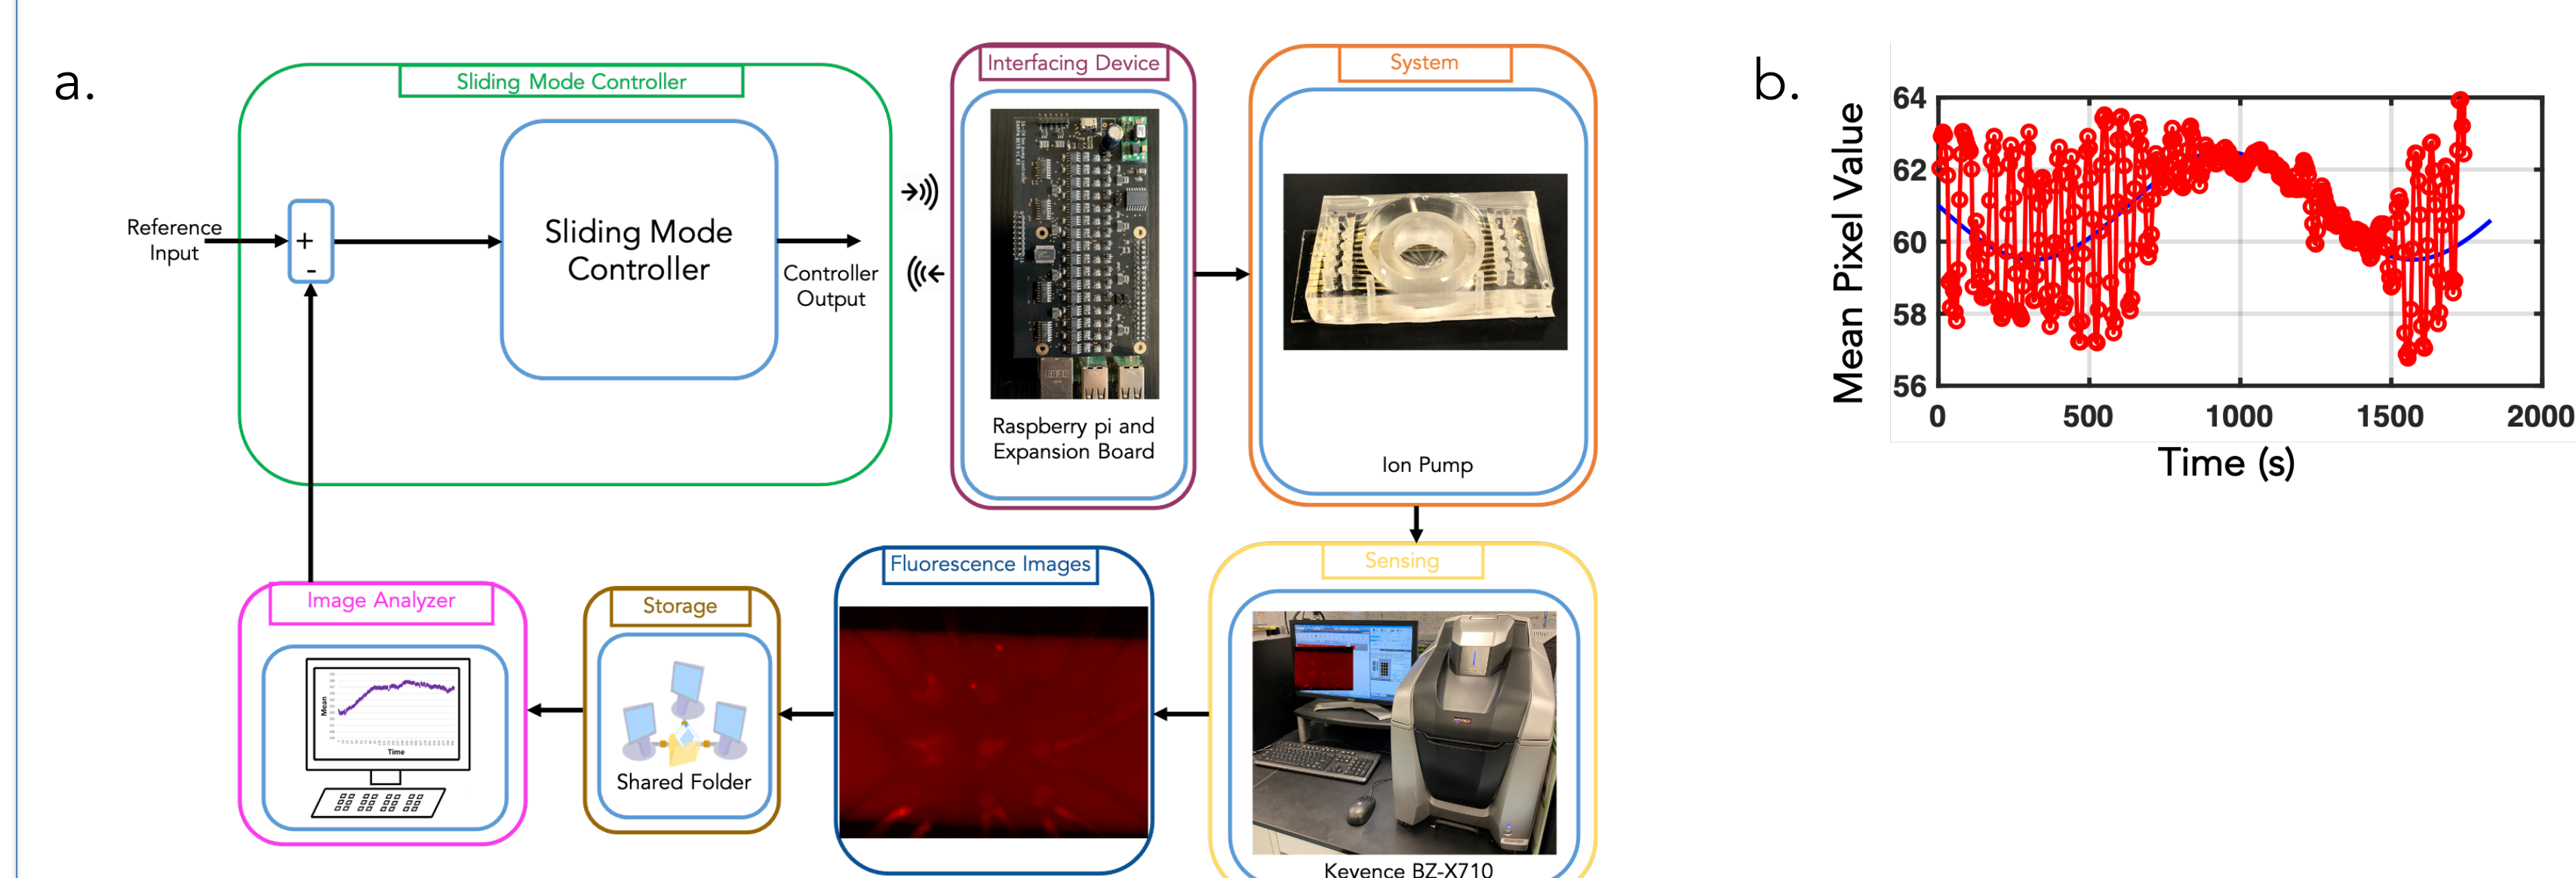 a.
Sliding Mode Controller
Reference
Input
+
-
Sliding Mode
Controller
Controller
Output
Interfacing Device
Raspberry pi and
Expansion Board
System
Ion Pump
Sensing
Keyence BZ-X710
Fluorescence Images
Storage
Shared Folder
Image Analyzer
Mean
Time
b.
Mean Pixel Value
64
62
60
58
56
0 500 1000 1500 2000
Time (s)